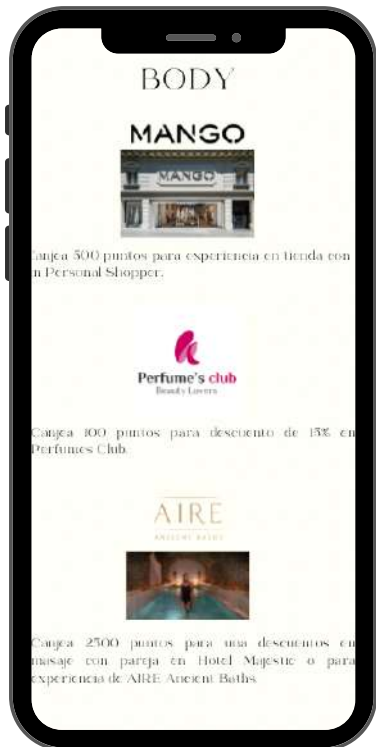 BODY
MANGO
MANGO
Canjea 500 puntos para experiencia en tienda con
un Personal Shopper.
Perfume's club
Beauty Lovers
Canjea 100 puntos para descuento de 15% en
Perfumes Club.
AIRE
ANCIENT BATHS
Canjea 2500 puntos para una descuentos en
masaje con pareja en Hotel Majestic o para
experiencia de AIRE Ancient Baths.